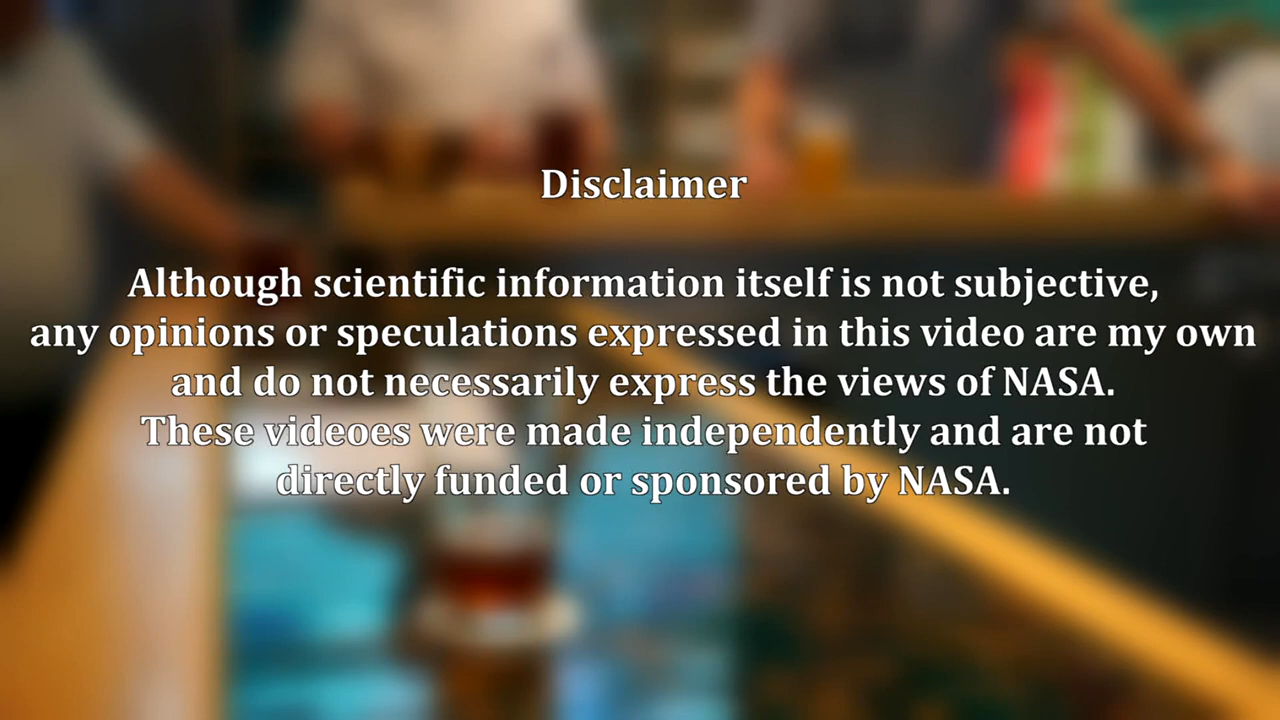 Disclaimer
Although scientific information itself is not subjective,
any opinions or speculations expressed in this video are my own
and do not necessarily express the views of NASA.
These videoes were made independently and are not
directly funded or sponsored by NASA.